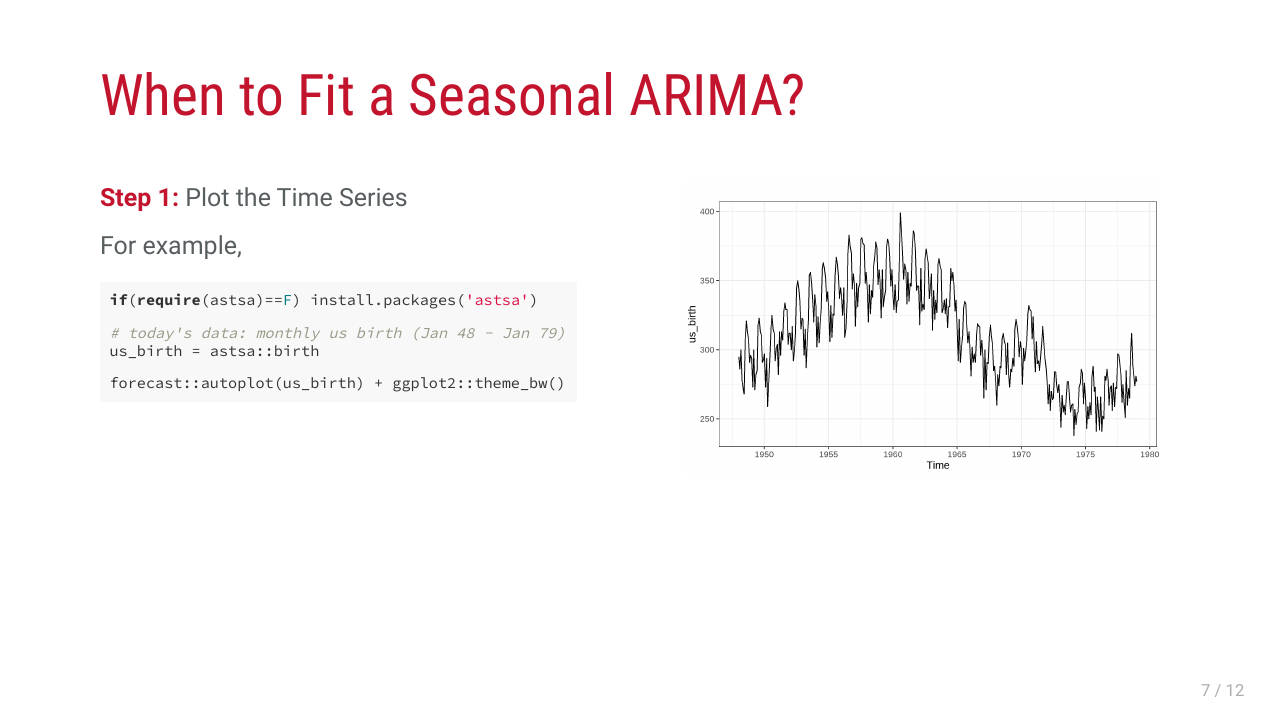 When to Fit a Seasonal ARIMA?
Step 1: Plot the Time Series
For example,
if(require(astsa)==F) install.packages('astsa')
# today's data: monthly us birth (Jan 48 - Jan 79)
us_birth = astsa::birth
forecast::autoplot(us_birth) + ggplot2::theme_bw()
400
350
300
250
us_birth
1950 1955 1960 1965 1970 1975 1980
Time
7 / 12